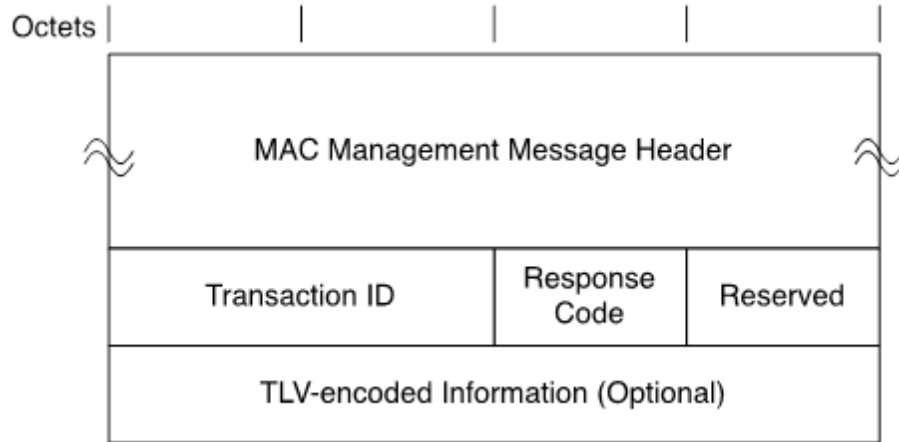 Octets
MAC Management Message Header
Transaction ID
Response
Code
Reserved
TLV-encoded Information (Optional)